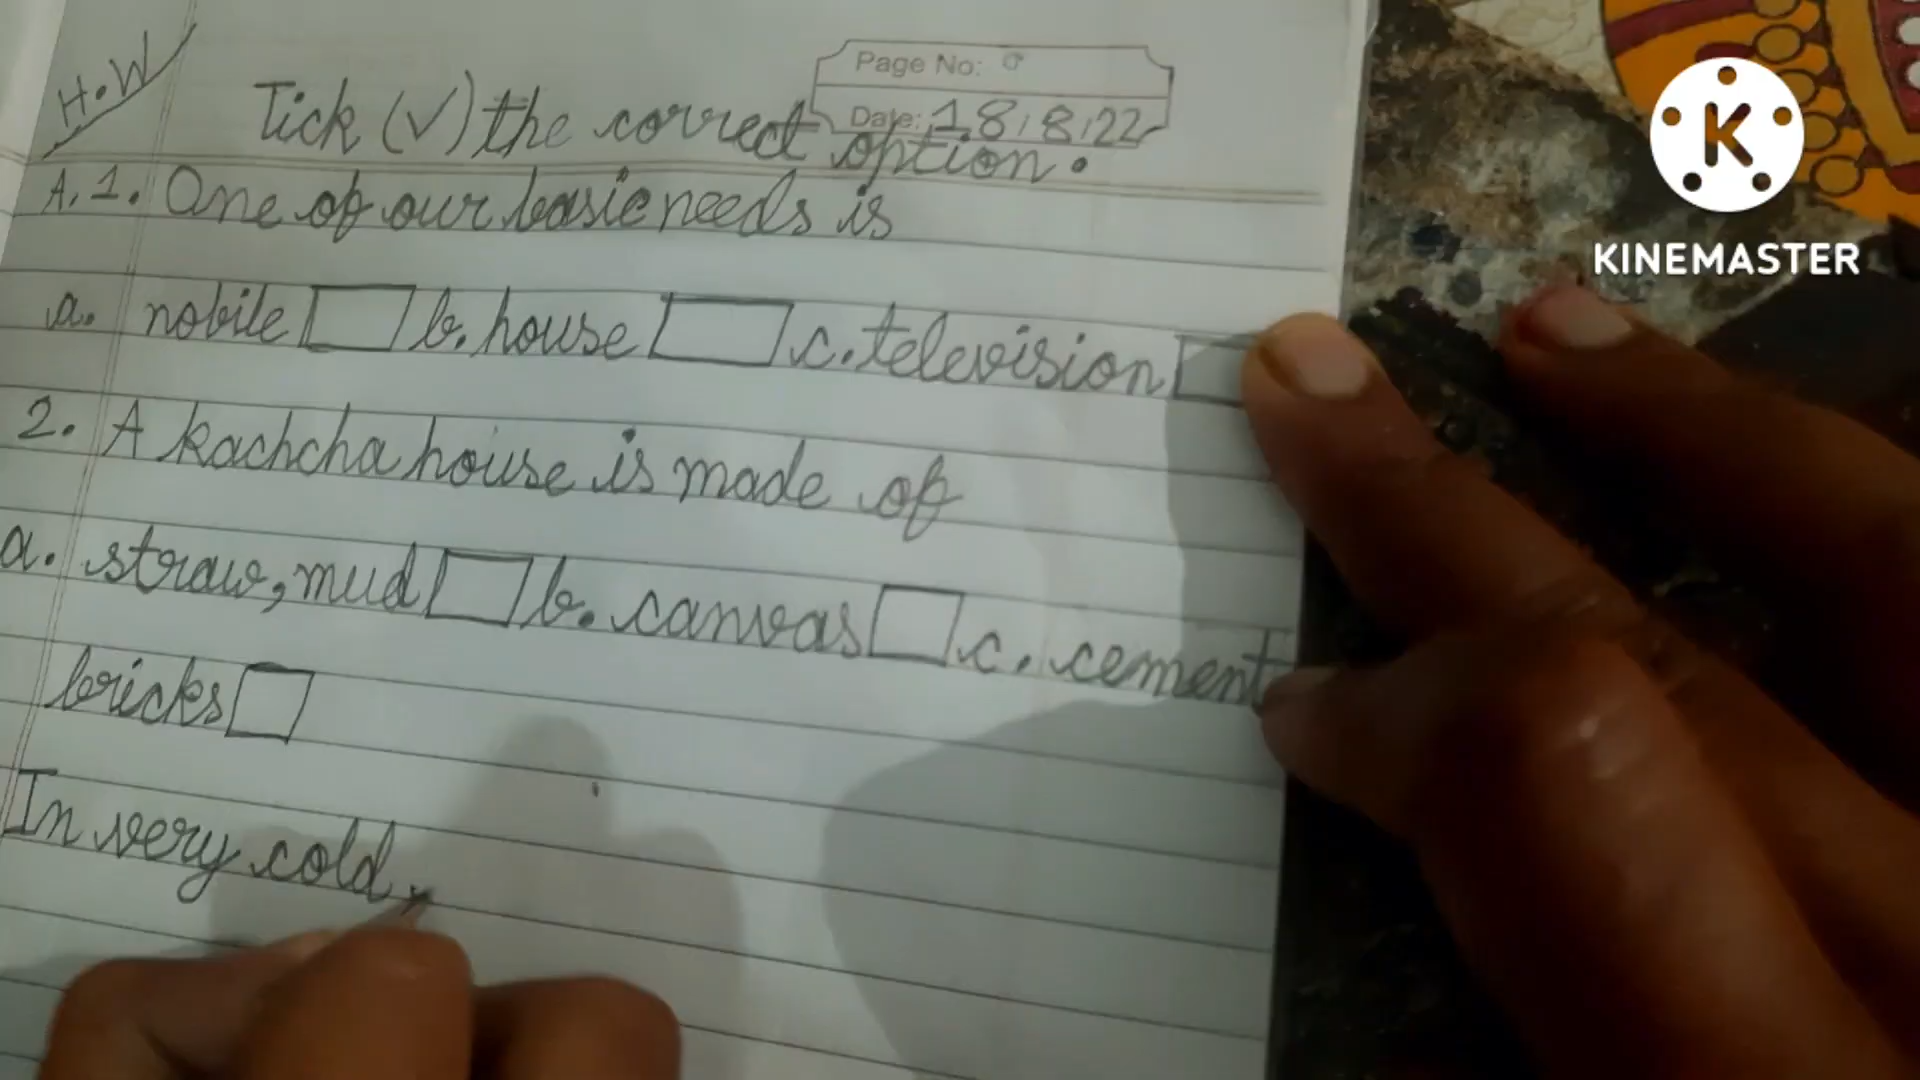 H.W
Page No:
Date: 18/8/22
Tick (✓) the correct option.
A.1. One of our basic needs is
a. nobile b. house c. television
2. A kachcha house is made of
a. straw, mud b. canvas c. cement
bricks
In very cold
K
KINEMASTER